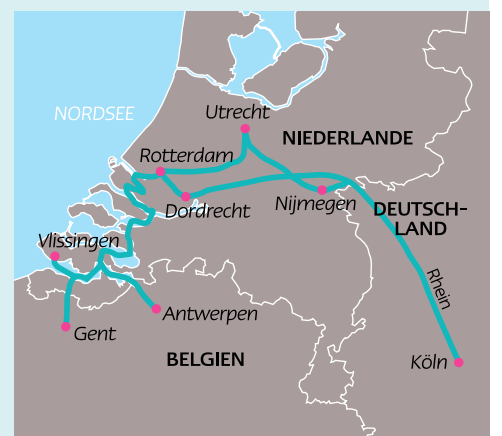 Utrecht
NORDSEE
NIEDERLANDE
Rotterdam
Nijmegen
Dordrecht
DEUTSCH-
LAND
Vlissingen
Rhein
Antwerpen
Gent
BELGIEN
Köln